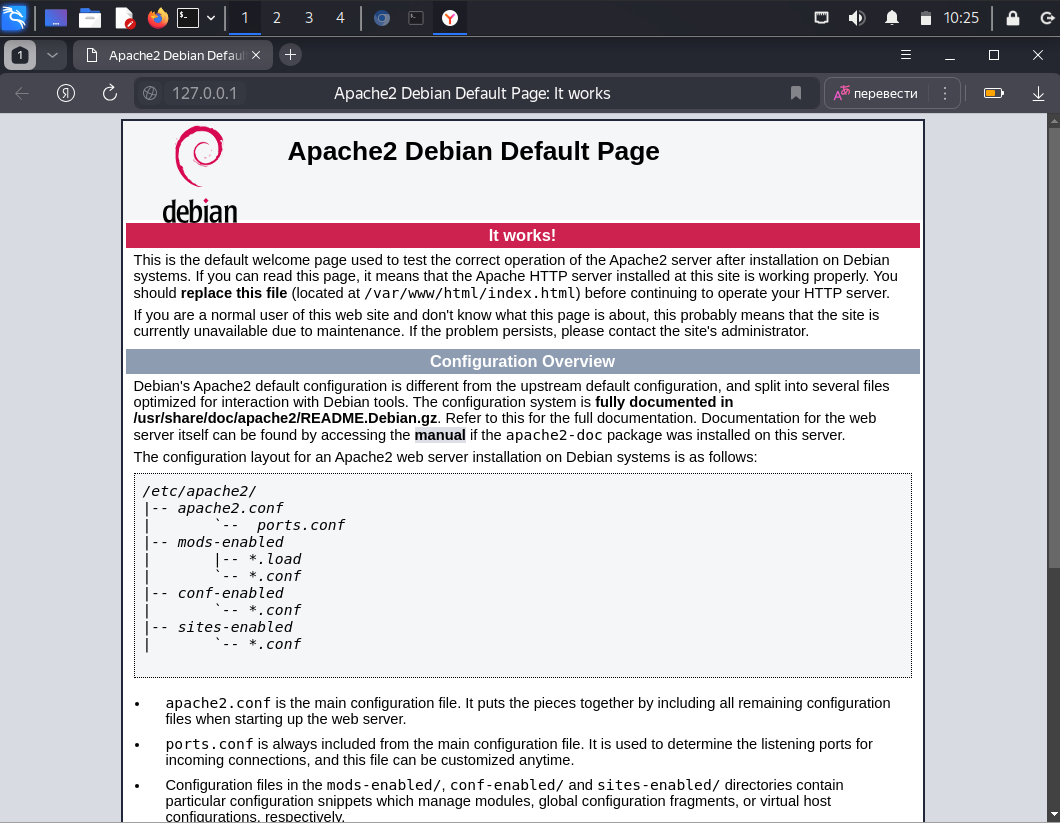 1 2 3 4 10:25
1 Apache2 Debian Defau
Я 127.0.0.1 Apache2 Debian Default Page: It works перевести
debian
Apache2 Debian Default Page
It works!
This is the default welcome page used to test the correct operation of the Apache2 server after installation on Debian
systems. If you can read this page, it means that the Apache HTTP server installed at this site is working properly. You
should replace this file (located at /var/www/html/index.html) before continuing to operate your HTTP server.
If you are a normal user of this web site and don't know what this page is about, this probably means that the site is
currently unavailable due to maintenance. If the problem persists, please contact the site's administrator.
Configuration Overview
Debian's Apache2 default configuration is different from the upstream default configuration, and split into several files
optimized for interaction with Debian tools. The configuration system is fully documented in
/usr/share/doc/apache2/README.Debian.gz. Refer to this for the full documentation. Documentation for the web
server itself can be found by accessing the manual if the apache2-doc package was installed on this server.
The configuration layout for an Apache2 web server installation on Debian systems is as follows:
/etc/apache2/
|-- apache2.conf
|       `--  ports.conf
|-- mods-enabled
|       |-- *.load
|       `-- *.conf
|-- conf-enabled
|       `-- *.conf
|-- sites-enabled
|       `-- *.conf
• apache2.conf is the main configuration file. It puts the pieces together by including all remaining configuration
files when starting up the web server.
• ports.conf is always included from the main configuration file. It is used to determine the listening ports for
incoming connections, and this file can be customized anytime.
• Configuration files in the mods-enabled/, conf-enabled/ and sites-enabled/ directories contain
particular configuration snippets which manage modules, global configuration fragments, or virtual host
configurations, respectively.